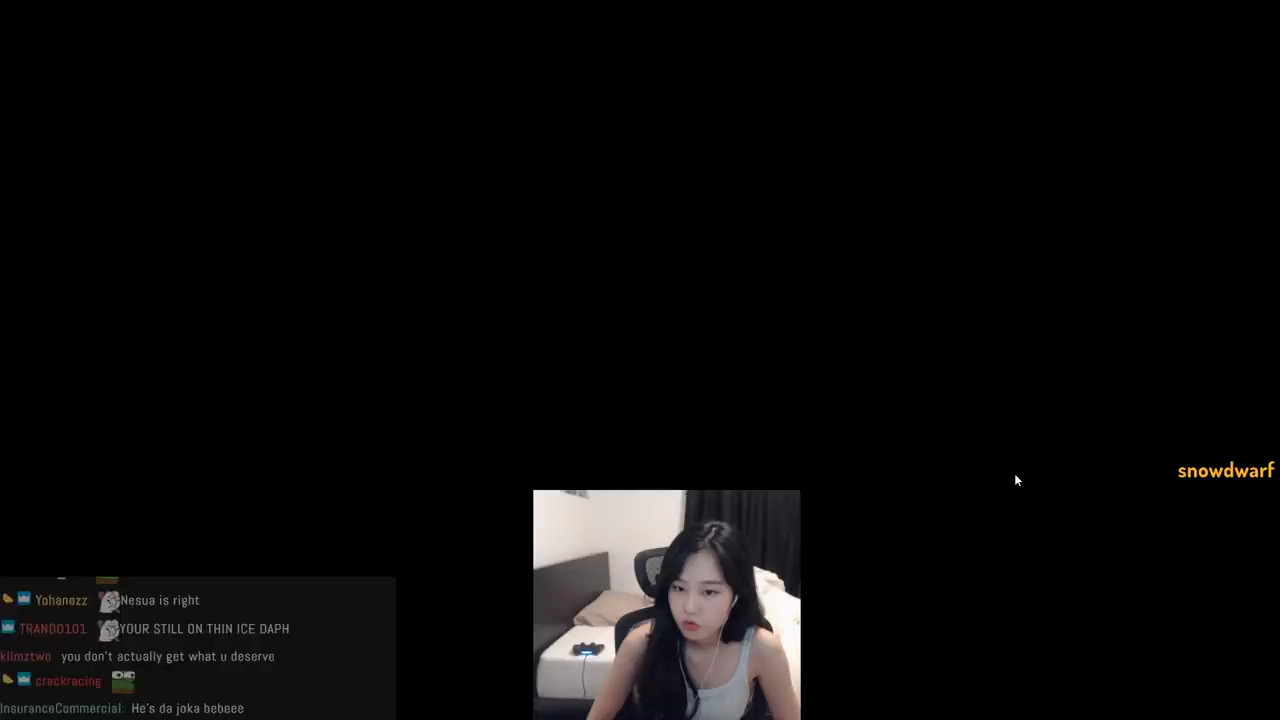 snowdwarf
Yohanezz Nesua is right
TRANDO101 YOUR STILL ON THIN ICE DAPH
kilmztwo you don't actually get what u deserve
crackracing
InsuranceCommercial: He's da joka bebeee